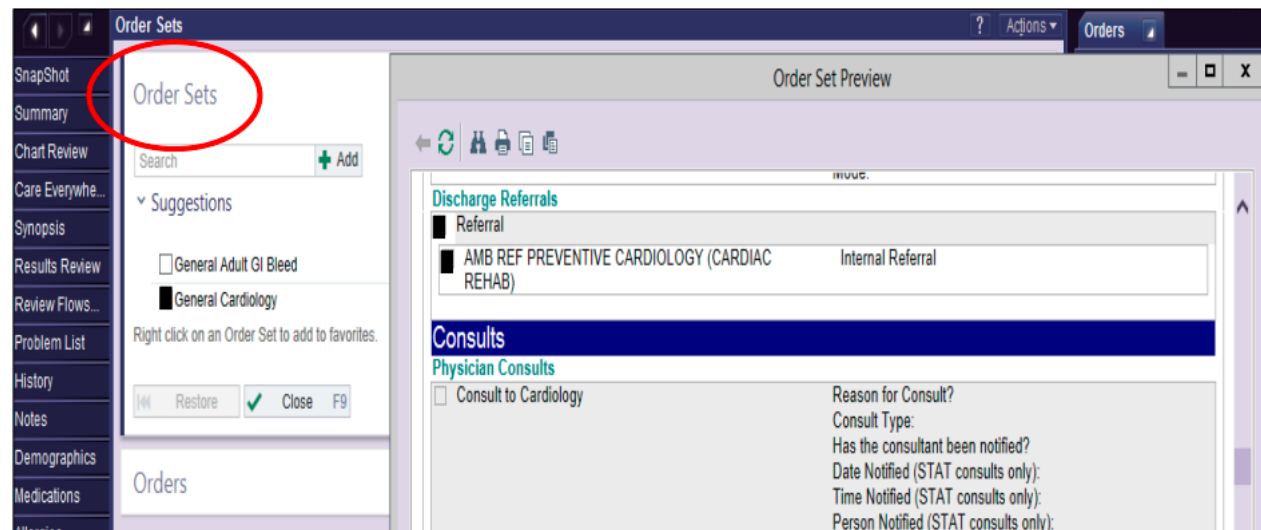 Order Sets
? Actions
Orders
SnapShot
Summary
Chart Review
Care Everywhe...
Synopsis
Results Review
Review Flows...
Problem List
History
Notes
Demographics
Medications
Order Sets
Search
Add
Suggestions
General Adult GI Bleed
General Cardiology
Right click on an Order Set to add to favorites.
Restore Close F9
Orders
Order Set Preview
X
Discharge Referrals
Referral
AMB REF PREVENTIVE CARDIOLOGY (CARDIAC Internal Referral
REHAB)
Consults
Physician Consults
Consult to Cardiology Reason for Consult?
Consult Type:
Has the consultant been notified?
Date Notified (STAT consults only):
Time Notified (STAT consults only):
Person Notified (STAT consults only):